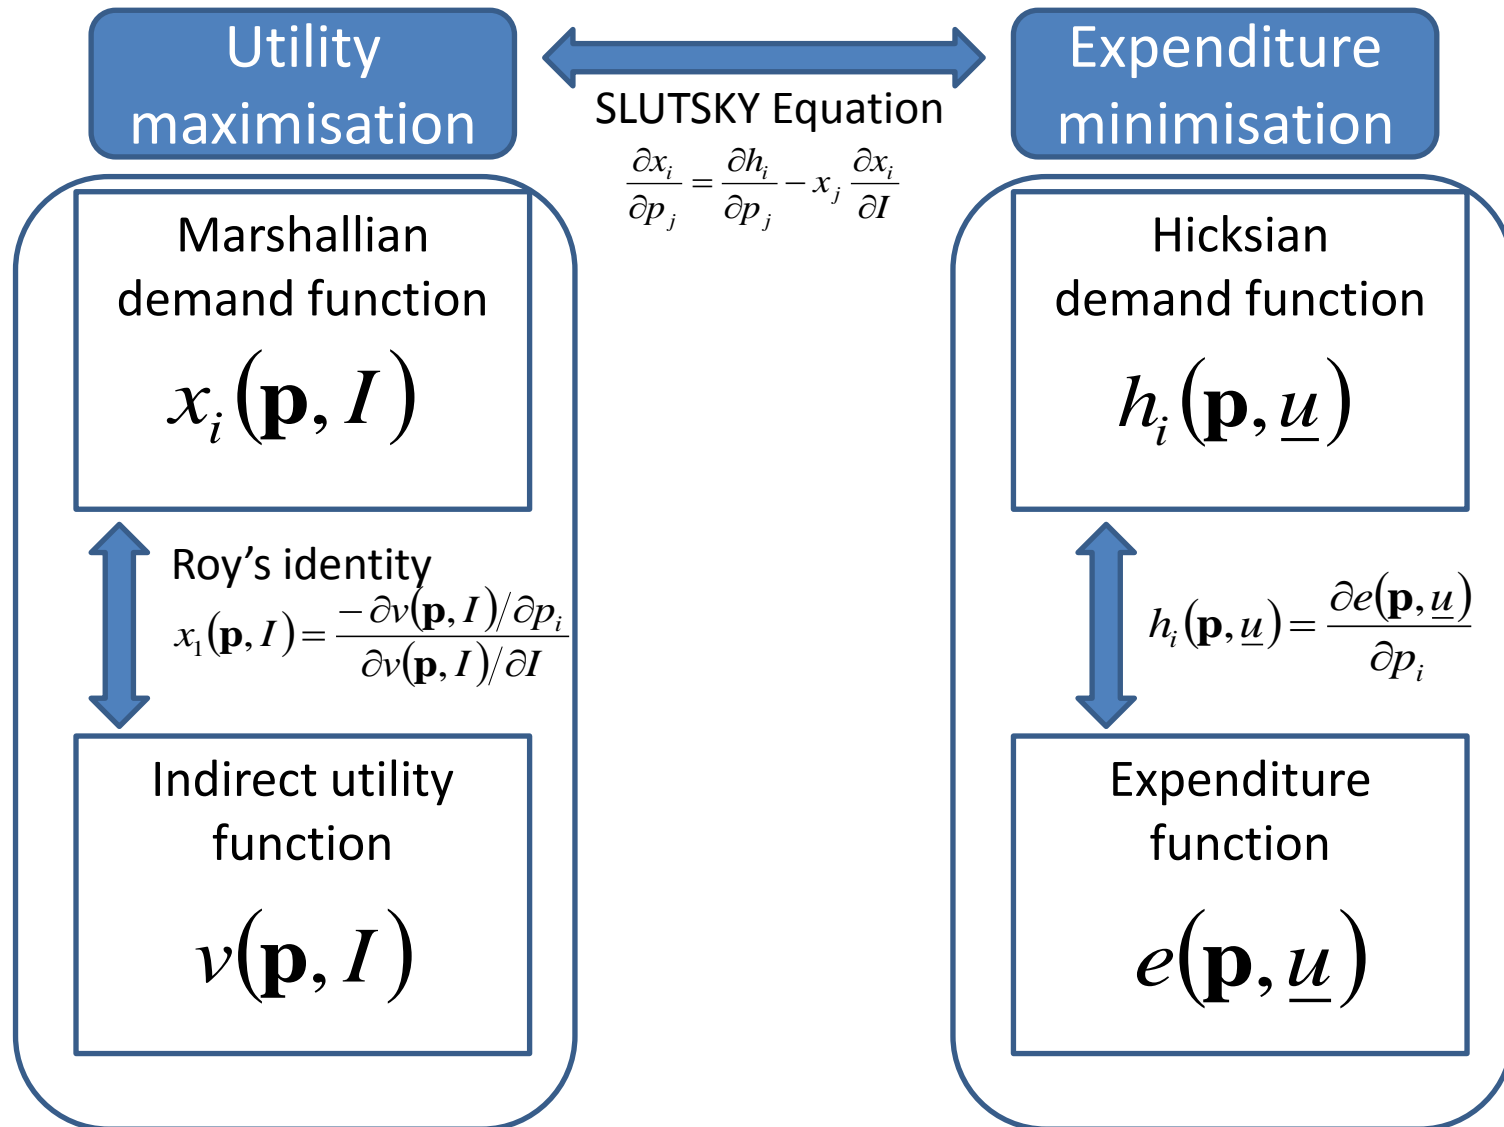 Utility
maximisation
SLUTSKY Equation
∂x_i/∂p_j = ∂h_i/∂p_j − x_j ∂x_i/∂I
Expenditure
minimisation
Marshallian
demand function
x_i(p, I)
Roy’s identity
x_1(p, I) = (−∂v(p, I)/∂p_i)/(∂v(p, I)/∂I)
Indirect utility
function
v(p, I)
Hicksian
demand function
h_i(p, u)
h_i(p, u) = ∂e(p, u)/∂p_i
Expenditure
function
e(p, u)